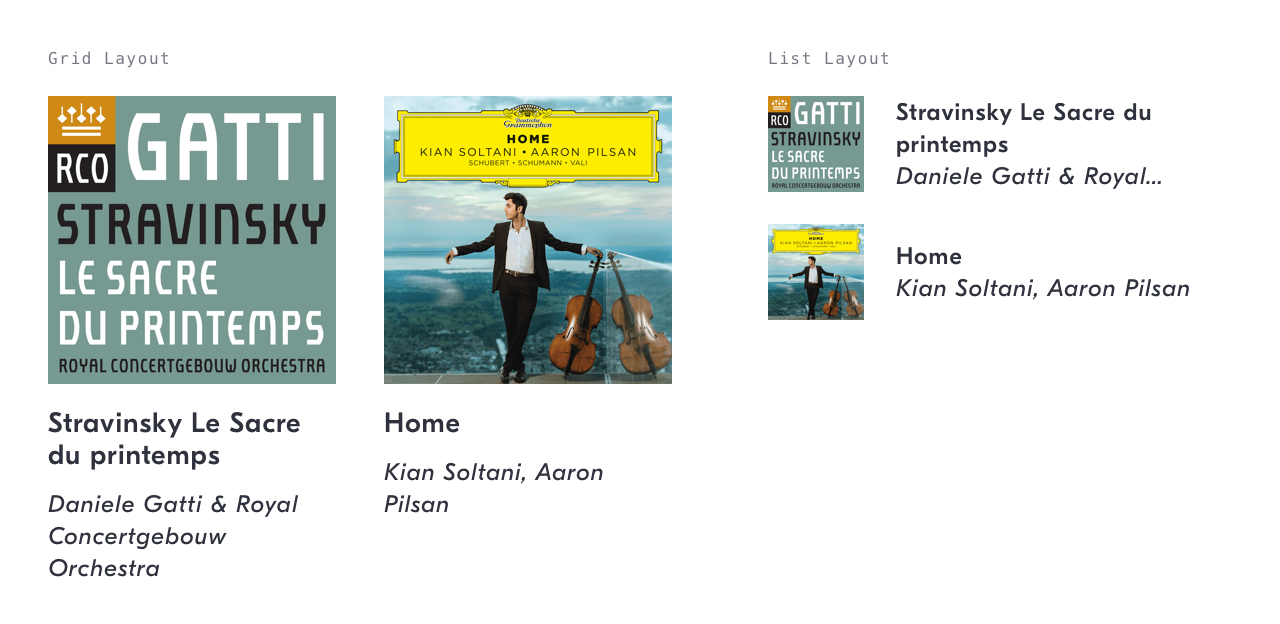 Grid Layout
RCO
GATTI
STRAVINSKY
LE SACRE
DU PRINTEMPS
ROYAL CONCERTGEBOUW ORCHESTRA
Stravinsky Le Sacre
du printemps
Daniele Gatti & Royal
Concertgebouw
Orchestra
Deutsche
Grammophon
HOME
KIAN SOLTANI • AARON PILSAN
SCHUBERT • SCHUMANN • VALI
Home
Kian Soltani, Aaron
Pilsan
List Layout
RCO
GATTI
STRAVINSKY
LE SACRE
DU PRINTEMPS
ROYAL CONCERTGEBOUW ORCHESTRA
Stravinsky Le Sacre du
printemps
Daniele Gatti & Royal...
HOME
KIAN SOLTANI • AARON PILSAN
Home
Kian Soltani, Aaron Pilsan